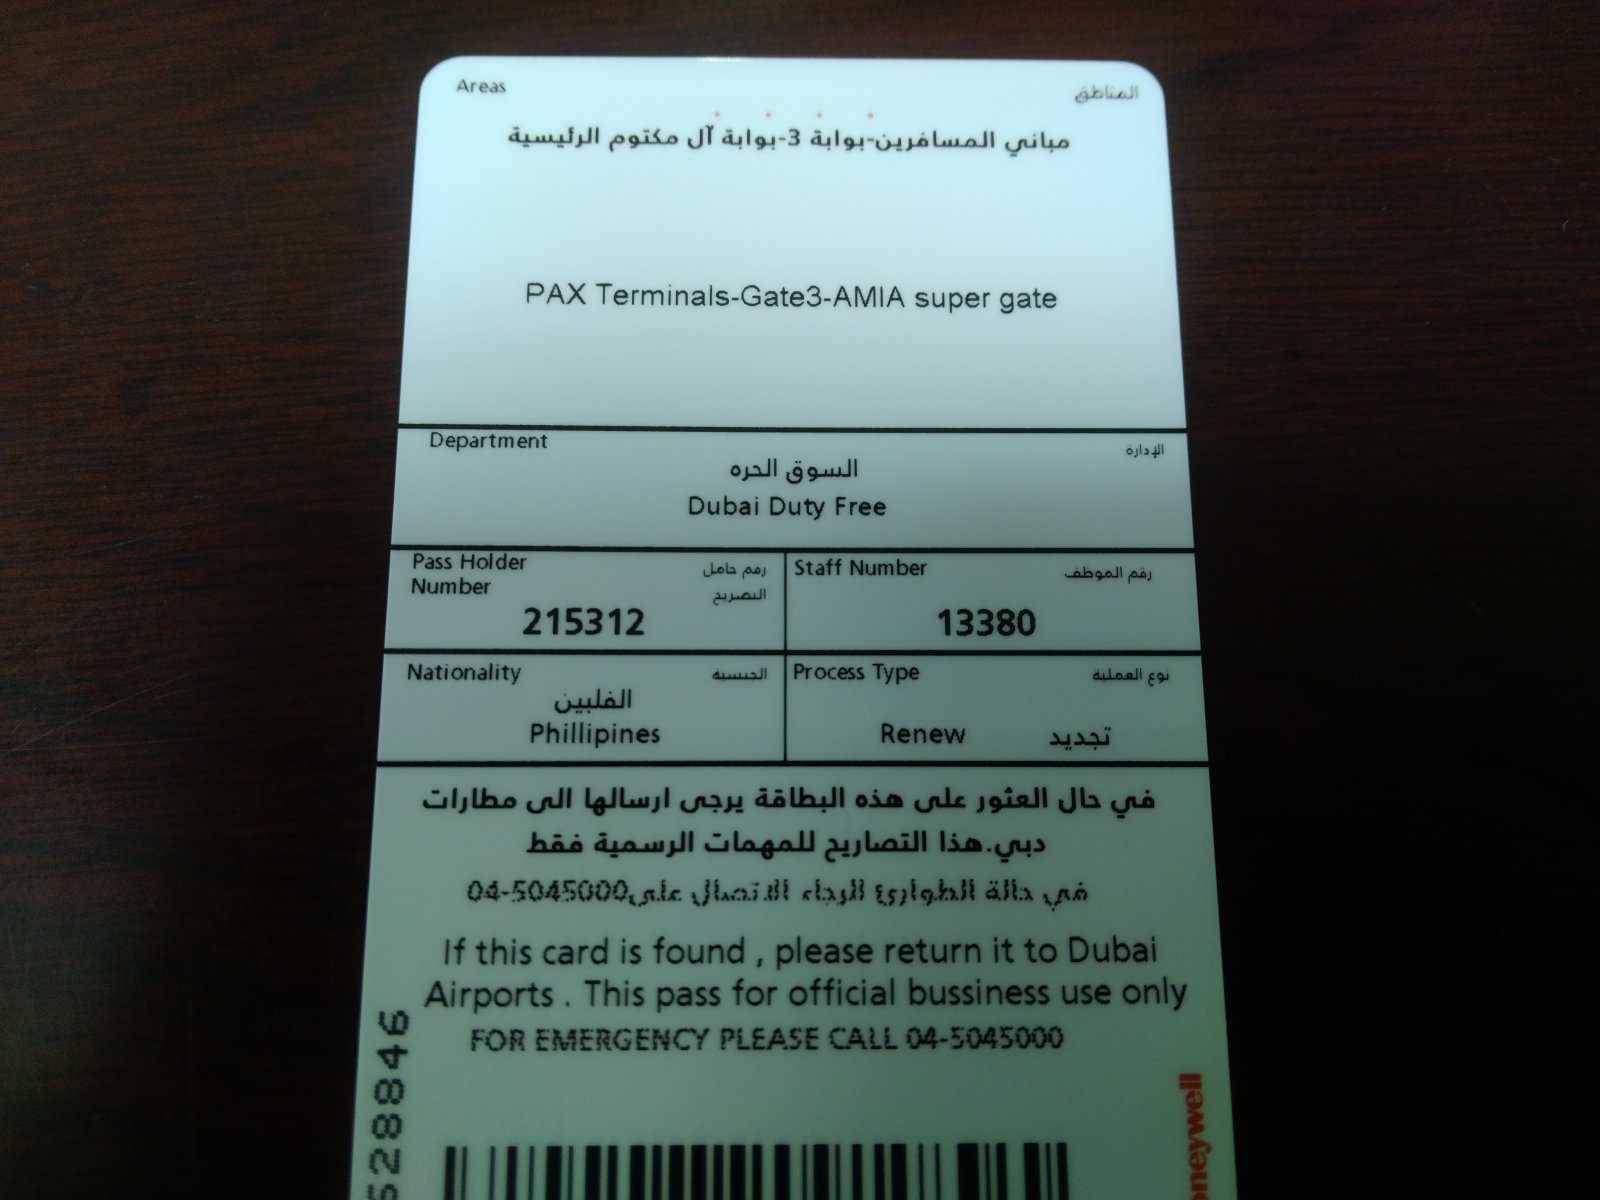 Areas
المناطق
مباني المسافرين-بوابة 3-بوابة آل مكتوم الرئيسية
PAX Terminals-Gate3-AMIA super gate
Department
الإدارة
السوق الحره
Dubai Duty Free
Pass Holder
Number
رقم حامل
التصريح
215312
Staff Number
رقم الموظف
13380
Nationality
الجنسية
الفلبين
Phillipines
Process Type
نوع العملية
Renew تجديد
في حال العثور على هذه البطاقة يرجى ارسالها الى مطارات
دبي.هذا التصاريح للمهمات الرسمية فقط
في حالة الطوارئ الرجاء الاتصال على04-5045000
If this card is found , please return it to Dubai
Airports . This pass for official bussiness use only
FOR EMERGENCY PLEASE CALL 04-5045000
28846